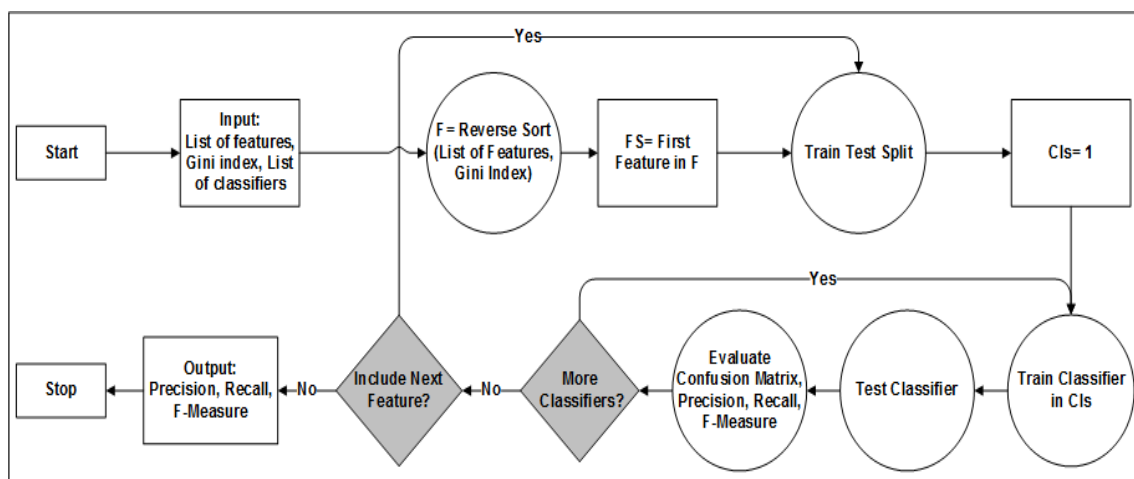 Yes
Start
Input:
List of features,
Gini index, List
of classifiers
F= Reverse Sort
(List of Features,
Gini Index)
FS= First
Feature in F
Train Test Split
Cls= 1
Yes
Stop
Output:
Precision, Recall,
F-Measure
No
Include Next
Feature?
No
More
Classifiers?
Evaluate
Confusion Matrix,
Precision, Recall,
F-Measure
Test Classifier
Train Classifier
in Cls